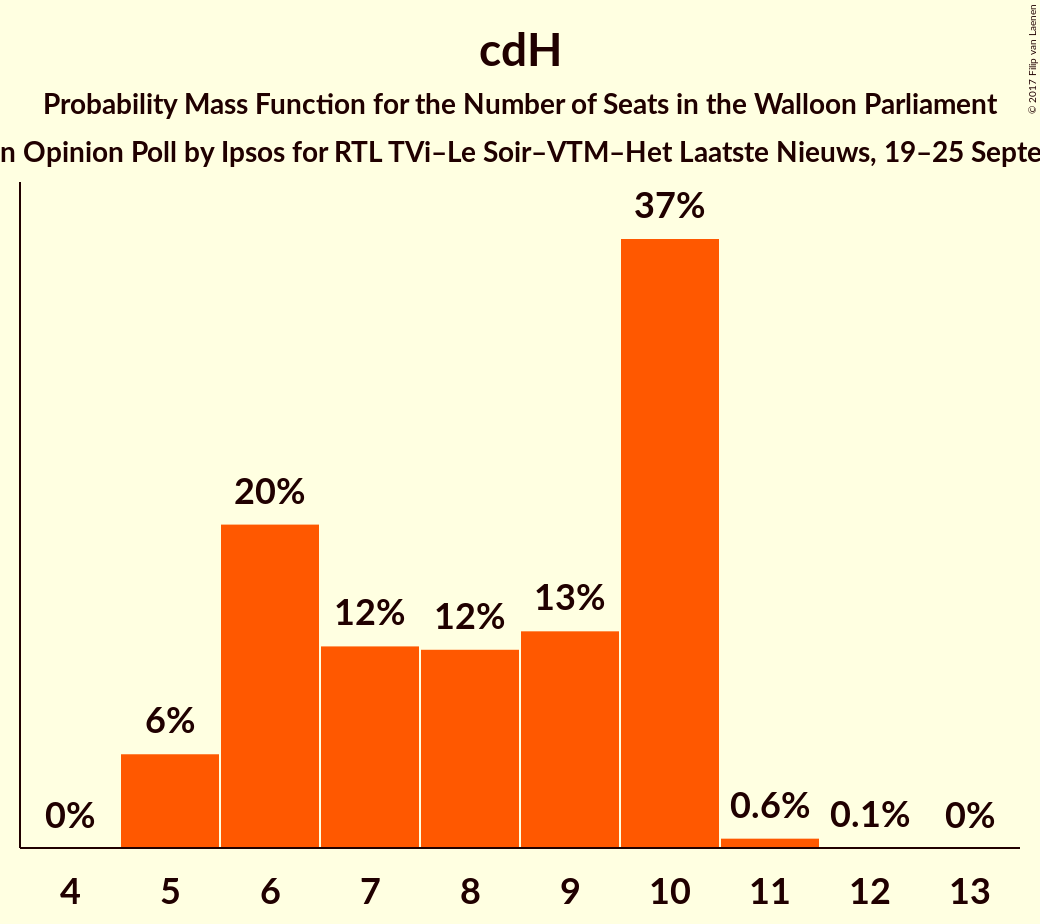 cdH
Probability Mass Function for the Number of Seats in the Walloon Parliament
n Opinion Poll by Ipsos for RTL TVi–Le Soir–VTM–Het Laatste Nieuws, 19–25 Septe
© 2017 Filip van Laenen
37%
20%
13%
12%
12%
6%
0.6%
0.1%
0%
0%
4 5 6 7 8 9 10 11 12 13